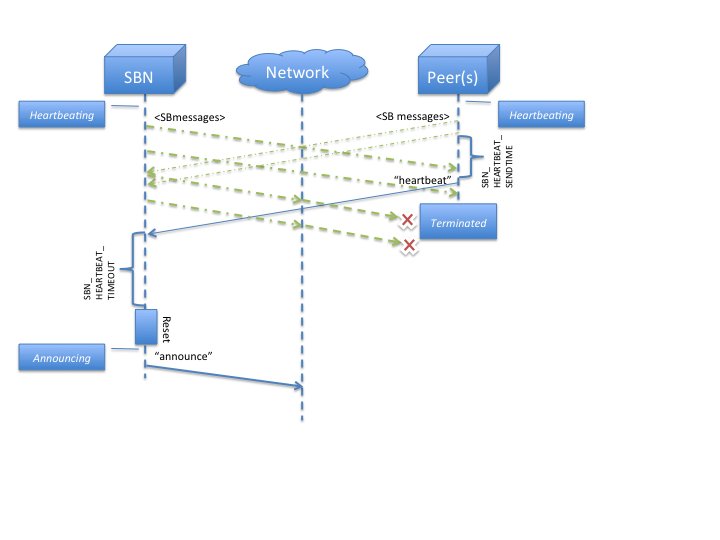 SBN
Network
Peer(s)
Heartbeating
<SBmessages>
<SB messages>
Heartbeating
"heartbeat"
SBN_
HEARTBEAT_
SENDTIME
Terminated
SBN_
HEARTBEAT_
TIMEOUT
Reset
Announcing
"announce"